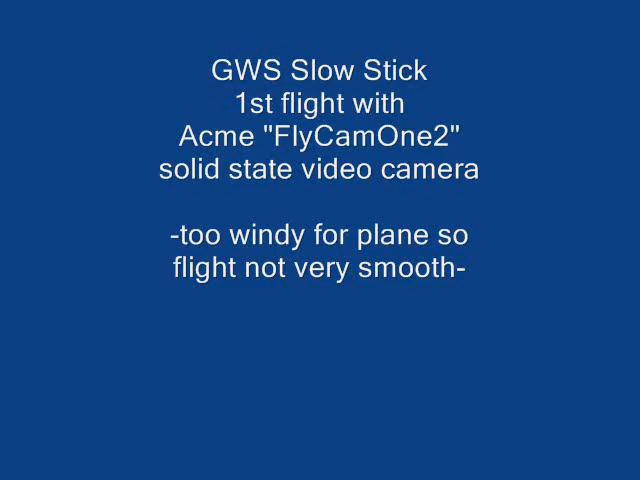 GWS Slow Stick
1st flight with
Acme "FlyCamOne2"
solid state video camera
-too windy for plane so
flight not very smooth-